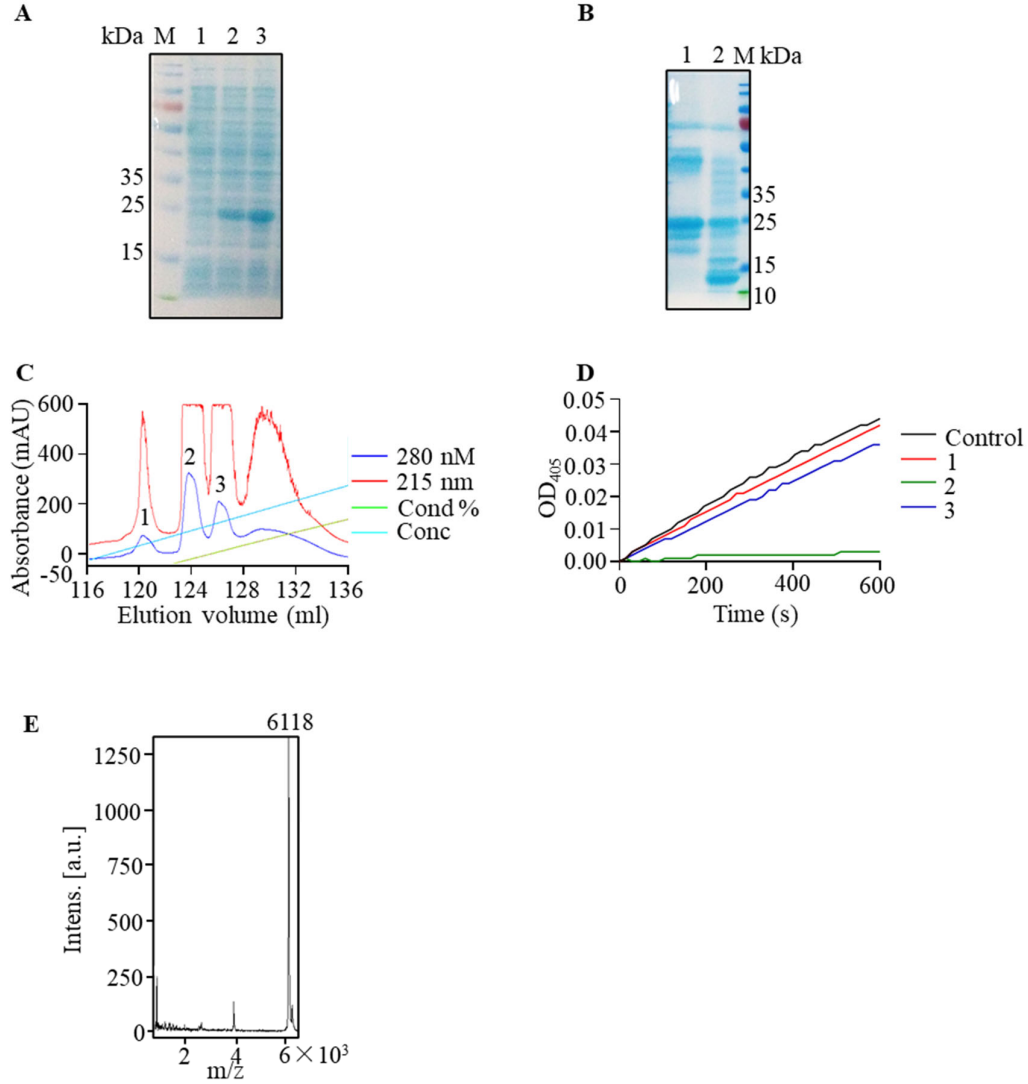 A
B
kDa M 1 2 3
1 2 M kDa
35
25
15
35
25
15
10
C
D
600
400
200
0
-50
Absorbance (mAU)
1
2
3
116 120 124 128 132 136
Elution volume (ml)
280 nM
215 nm
Cond %
Conc
0.05
0.04
0.03
0.02
0.01
0.00
OD405
0 200 400 600
Time (s)
Control
1
2
3
E
6118
1250
1000
750
500
250
0
Intens. [a.u.]
2 4 6×10³
m/z